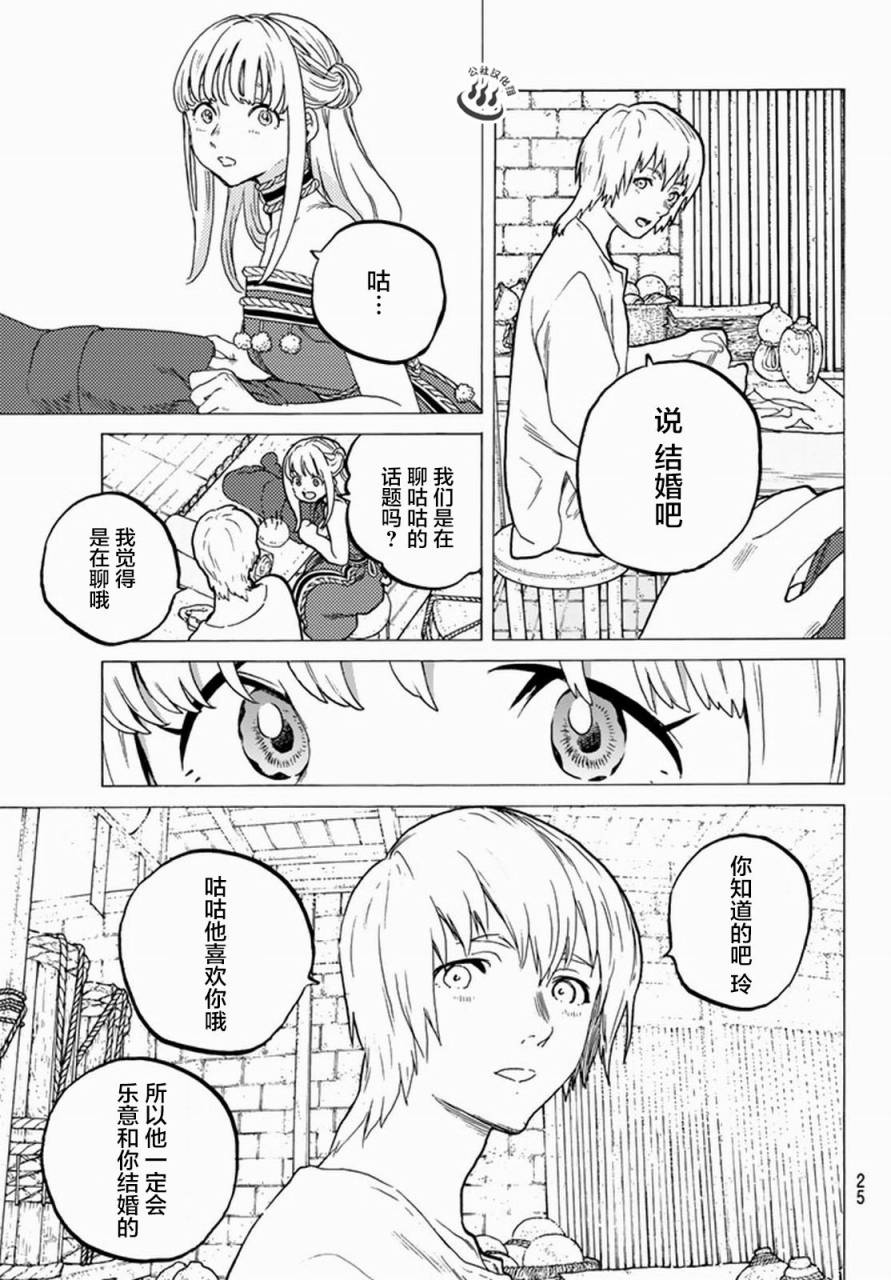 公社汉化组
说 结婚吧
咕…
我们是在
聊咕咕的
话题吗?
我觉得
是在聊哦
你知道的吧 玲
咕咕他喜欢你哦
所以他一定会
乐意和你结婚的
25